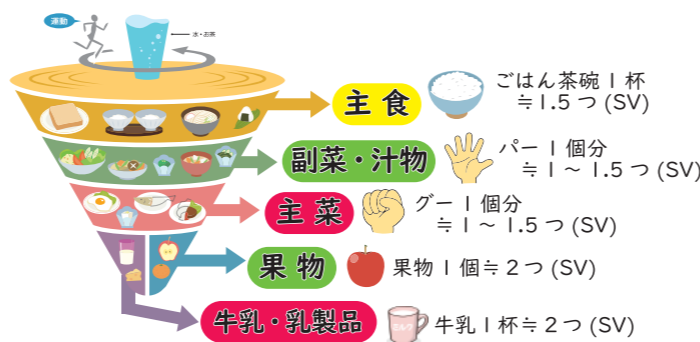 運動
水・お茶
主食
ごはん茶碗1杯
≒1.5つ(SV)
副菜・汁物
パー1個分
≒1〜1.5つ(SV)
主菜
グー1個分
≒1〜1.5つ(SV)
果物
果物1個≒2つ(SV)
牛乳・乳製品
ミルク
牛乳1杯≒2つ(SV)